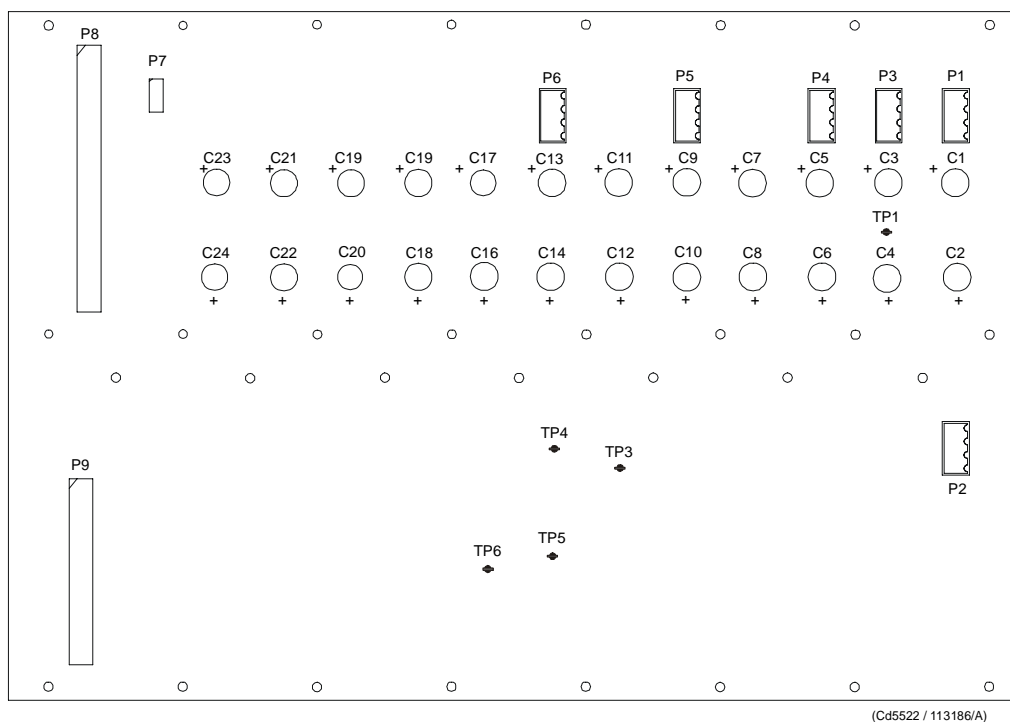 P8
P7
P6 P5 P4 P3 P1
C23 C21 C19 C19 C17 C13 C11 C9 C7 C5 C3 C1
+ + + + + + + + + + + +
TP1
C24 C22 C20 C18 C16 C14 C12 C10 C8 C6 C4 C2
+ + + + + + + + + + + +
TP4
TP3
P9
P2
TP5
TP6
(Cd5522 / 113186/A)